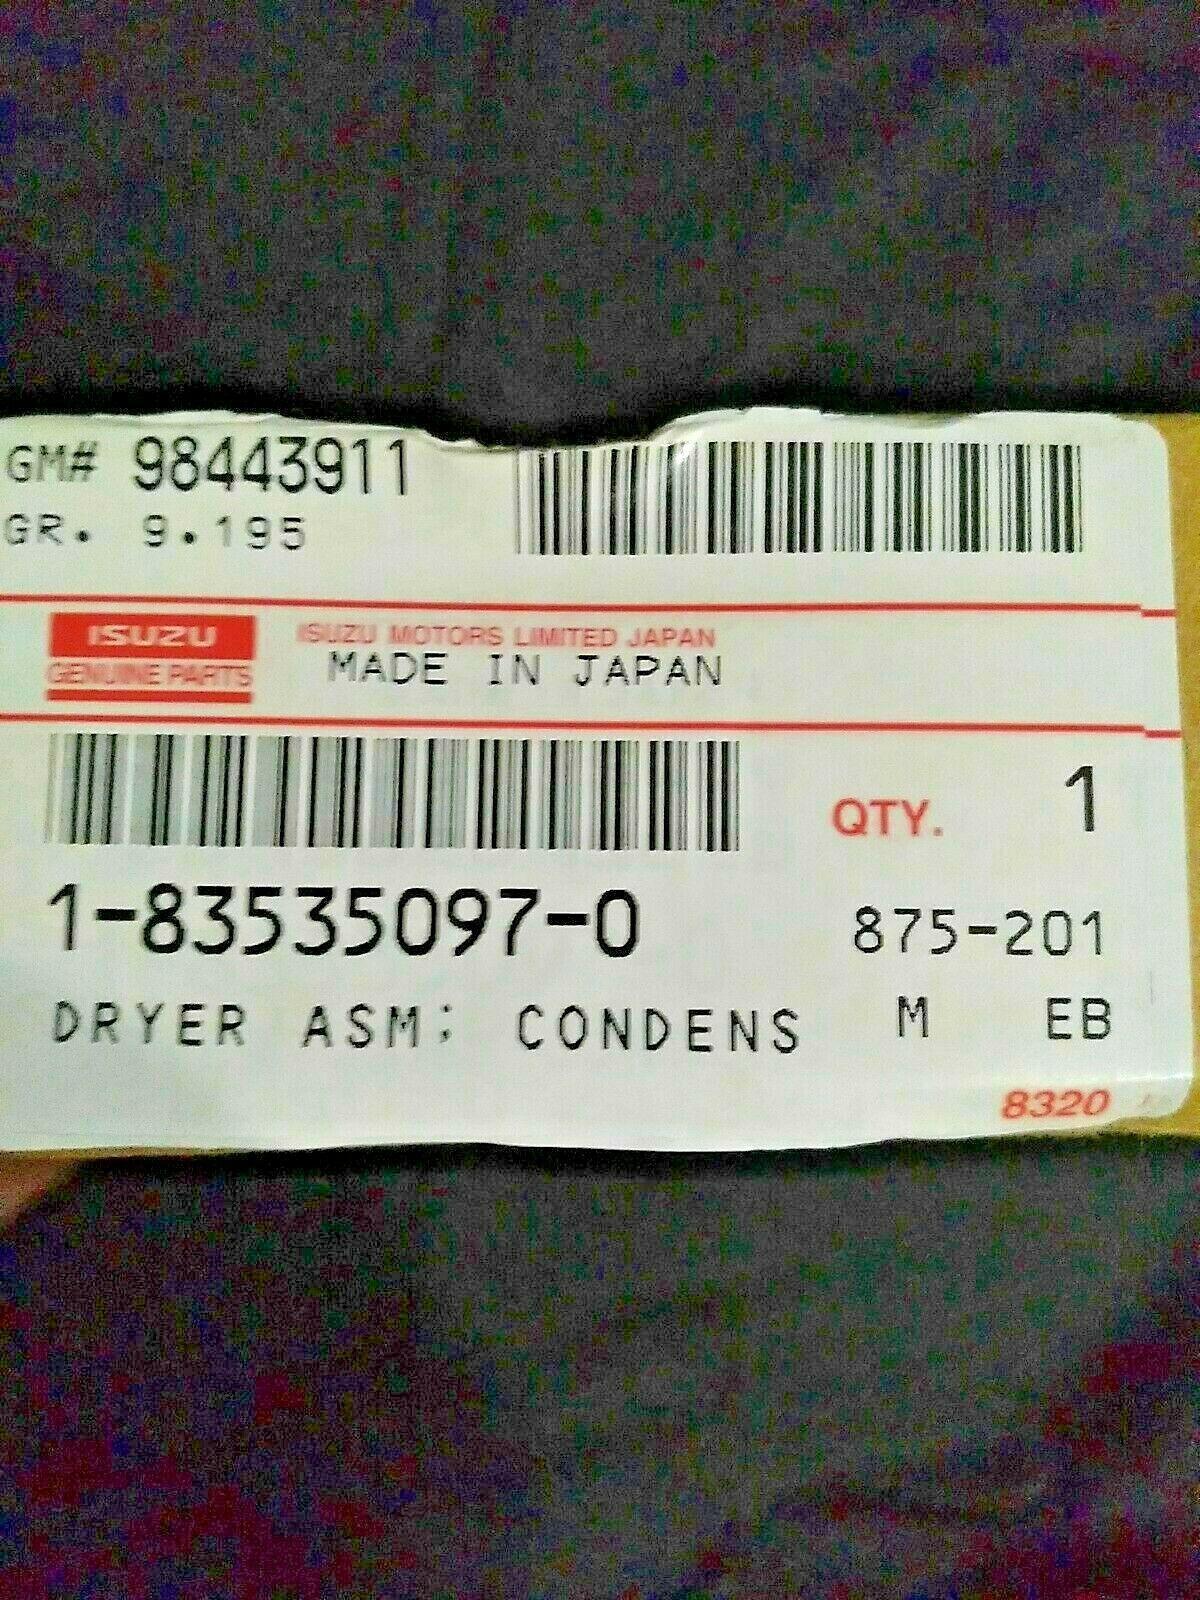 GM# 98443911
GR. 9.195
ISUZU
GENUINE PARTS
ISUZU MOTORS LIMITED JAPAN
MADE IN JAPAN
QTY. 1
1-83535097-0 875-201
DRYER ASM; CONDENS M EB
8320